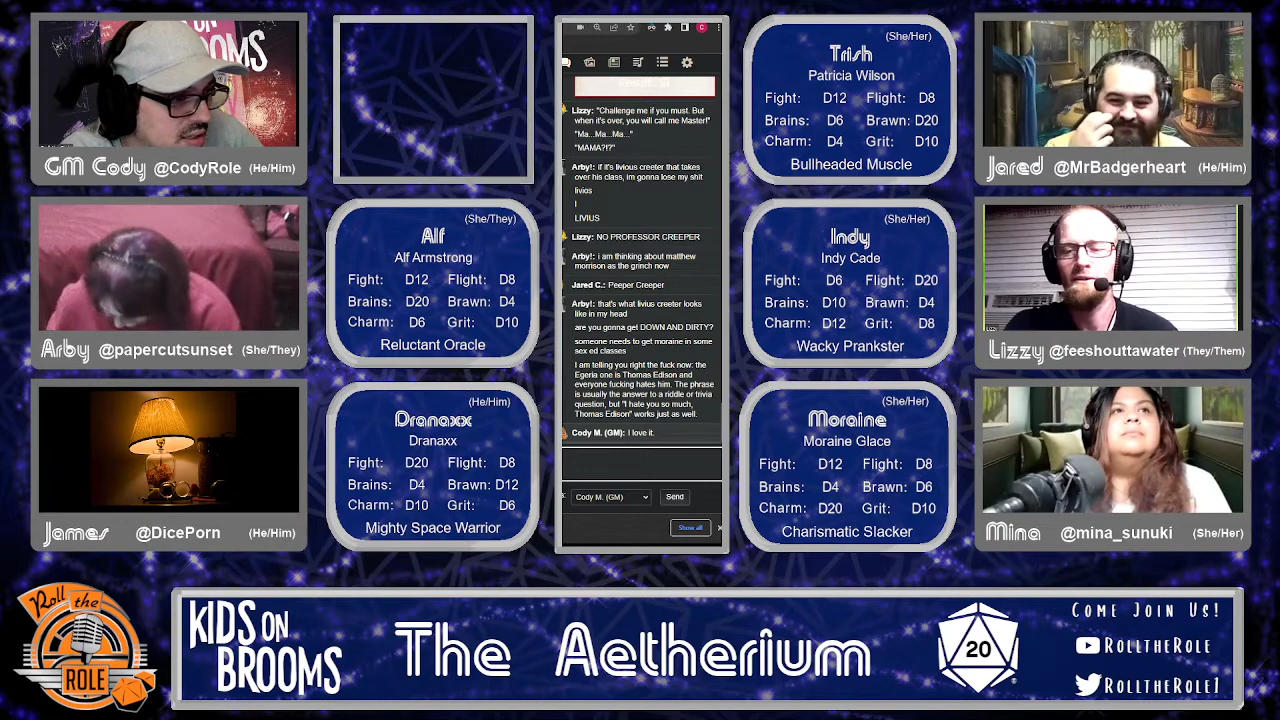 ON
OOMS
GM Cody @CodyRole (He/Him)
(She/Her)
Trish
Patricia Wilson
Fight: D12 Flight: D8
Brains: D6 Brawn: D20
Charm: D4 Grit: D10
Bullheaded Muscle
Jared @MrBadgerheart (He/Him)
Lizzy: "Challenge me if you must. But
when it's over, you will call me Master!"
"Ma...Ma...Ma..."
"MAMA?!?"
Arby!: if it's livious creeter that takes
over his class, im gonna lose my shit
livios
I
LIVIUS
Lizzy: NO PROFESSOR CREEPER
Arby!: i am thinking about matthew
morrison as the grinch now
Jared C.: Peeper Creeper
Arby!: that's what livius creeter looks
like in my head
are you gonna get DOWN AND DIRTY?
someone needs to get moraine in some
sex ed classes
I am telling you right the fuck now: the
Egeria one is Thomas Edison and
everyone fucking hates him. The phrase
is usually the answer to a riddle or trivia
question, but "I hate you so much,
Thomas Edison" works just as well.
Cody M. (GM): I love it.
Cody M. (GM) Send
Show all
(She/They)
Alf
Alf Armstrong
Fight: D12 Flight: D8
Brains: D20 Brawn: D4
Charm: D6 Grit: D10
Reluctant Oracle
Arby @papercutsunset (She/They)
(She/Her)
Indy
Indy Cade
Fight: D6 Flight: D20
Brains: D10 Brawn: D4
Charm: D12 Grit: D8
Wacky Prankster
Lizzy @feeshouttawater (They/Them)
(He/Him)
Dranaxx
Dranaxx
Fight: D20 Flight: D8
Brains: D4 Brawn: D12
Charm: D10 Grit: D6
Mighty Space Warrior
James @DicePorn (He/Him)
(She/Her)
Moraine
Moraine Glace
Fight: D12 Flight: D8
Brains: D4 Brawn: D6
Charm: D20 Grit: D10
Charismatic Slacker
Mina @mina_sunuki (She/Her)
Roll the
ROLE
KIDS ON
BROOMS
The Aetherium
20
COME JOIN US!
ROLLTHEROLE
ROLLTHEROLE1